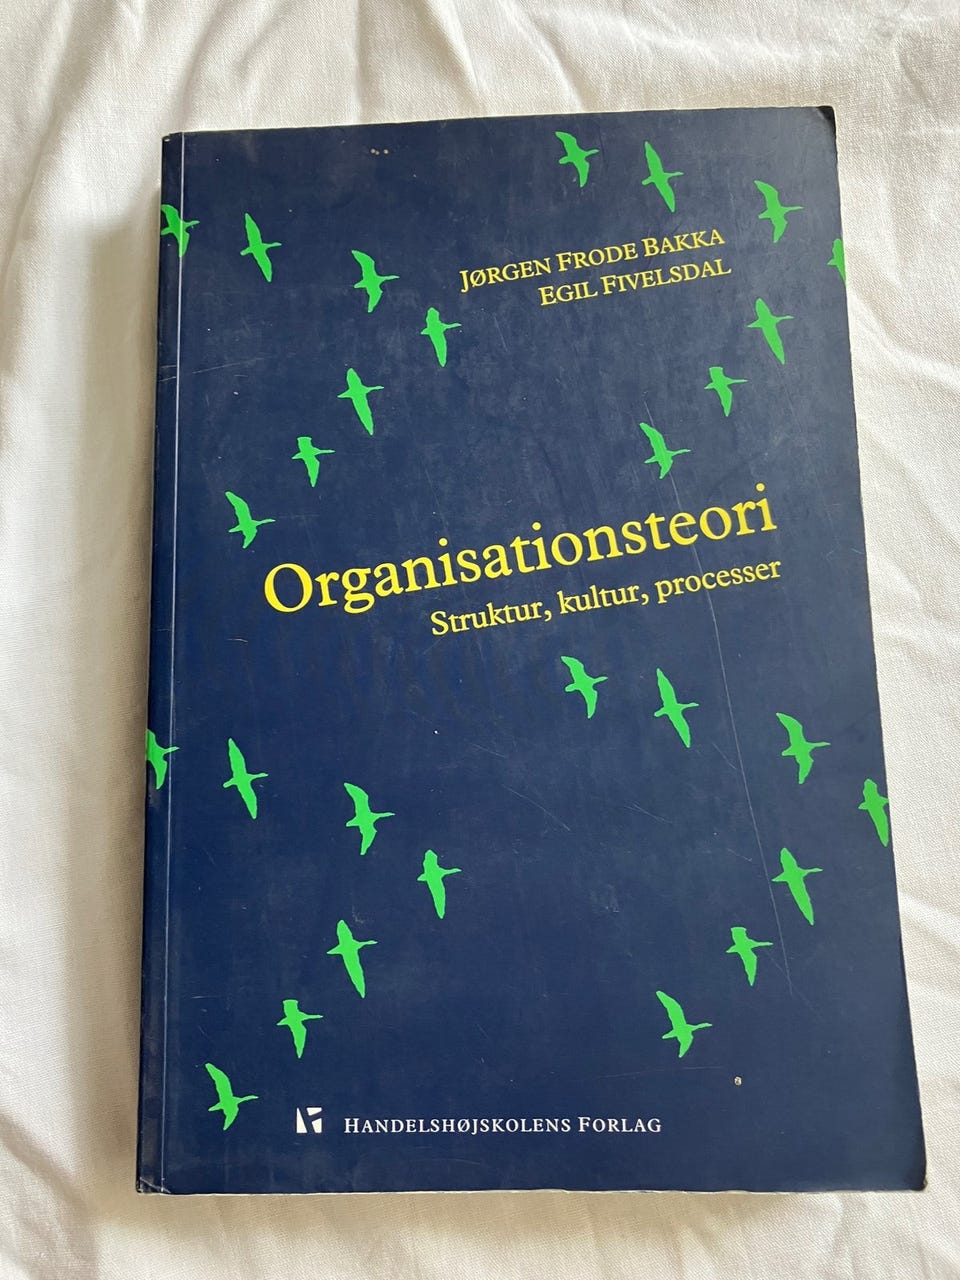 JØRGEN FRODE BAKKA
EGIL FIVELSDAL
Organisationsteori
Struktur, kultur, processer
HANDELSHØJSKOLENS FORLAG